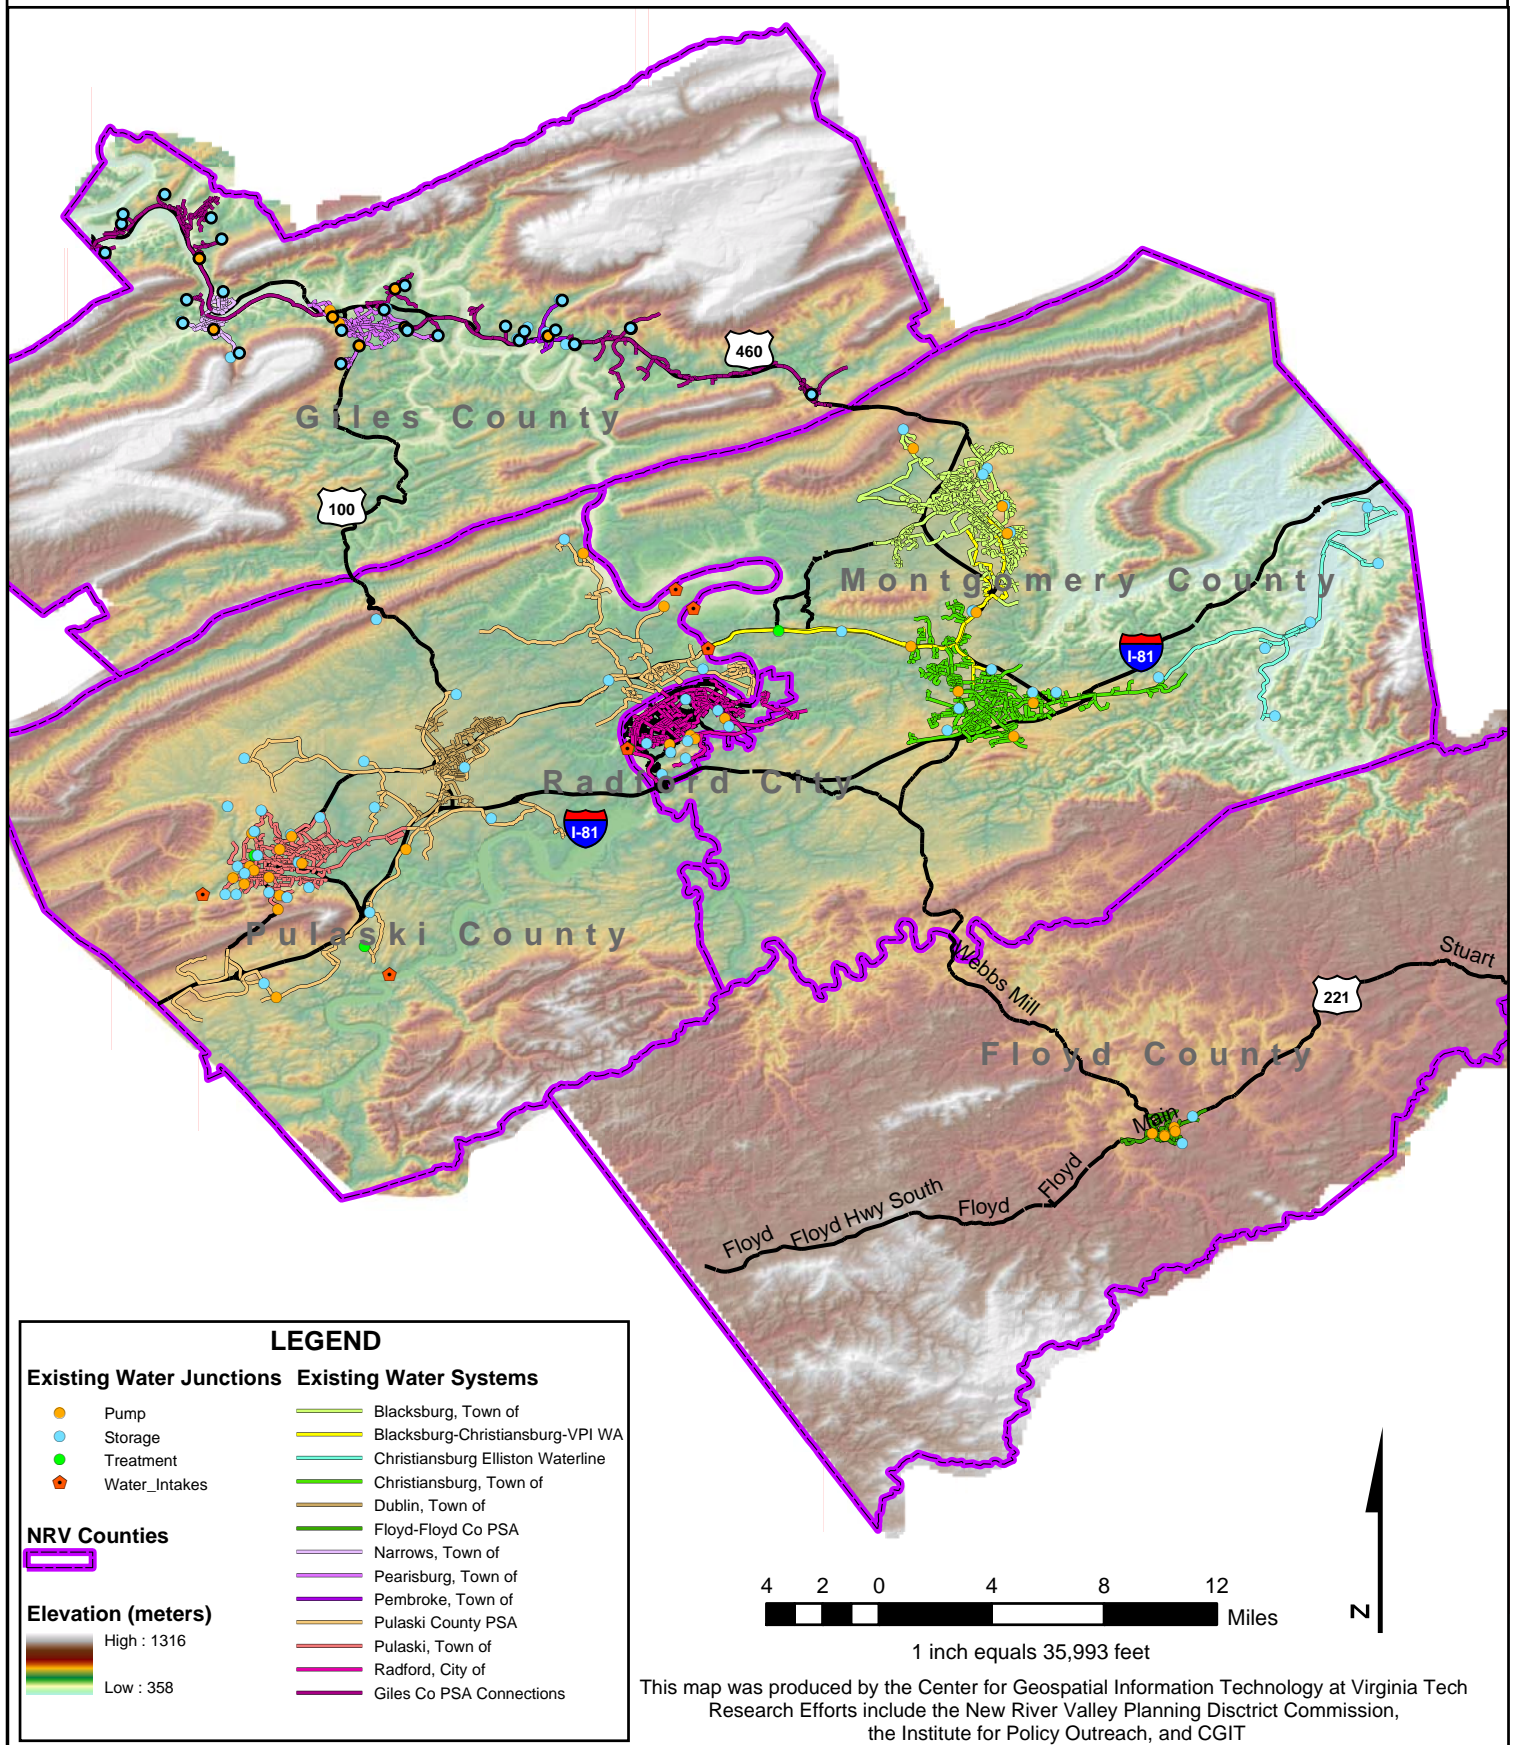 460
Giles County
100
Montgomery County
I-81
Radford City
I-81
Pulaski County
Webbs Mill
Stuart
221
Floyd County
Main
Floyd
Floyd Hwy South
Floyd
Floyd
LEGEND
Existing Water Junctions
Pump
Storage
Treatment
Water_Intakes
NRV Counties
Elevation (meters)
High : 1316
Low : 358
Existing Water Systems
Blacksburg, Town of
Blacksburg-Christiansburg-VPI WA
Christiansburg Elliston Waterline
Christiansburg, Town of
Dublin, Town of
Floyd-Floyd Co PSA
Narrows, Town of
Pearisburg, Town of
Pembroke, Town of
Pulaski County PSA
Pulaski, Town of
Radford, City of
Giles Co PSA Connections
4 2 0 4 8 12
Miles
1 inch equals 35,993 feet
N
This map was produced by the Center for Geospatial Information Technology at Virginia Tech
Research Efforts include the New River Valley Planning Disctrict Commission,
the Institute for Policy Outreach, and CGIT